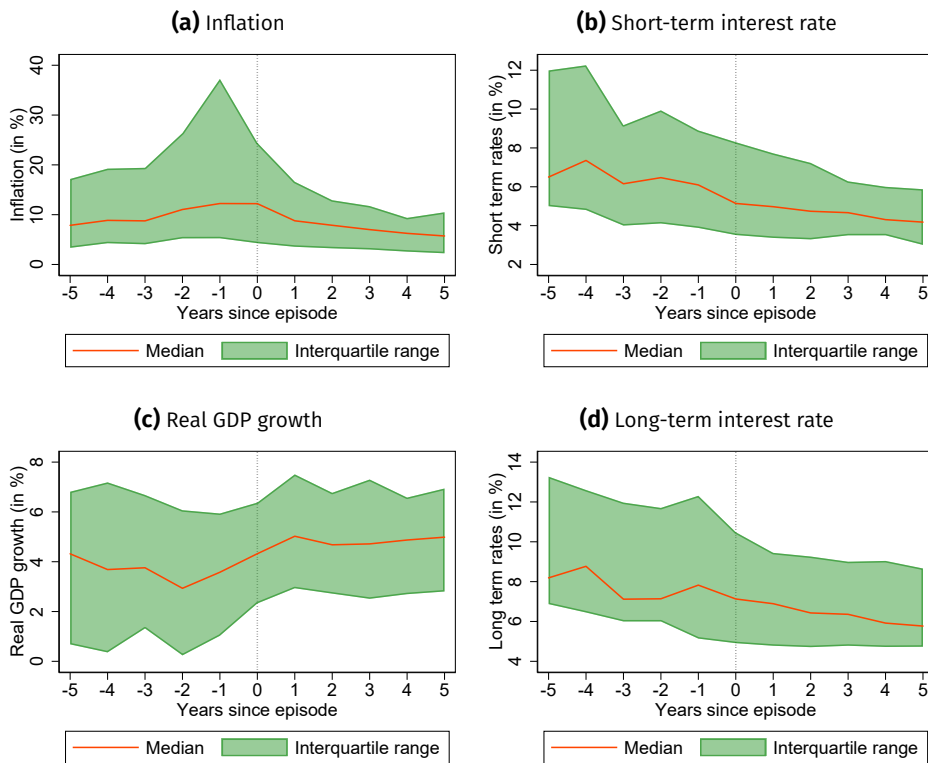 (a) Inflation
Inflation (in %)
40
30
20
10
0
-5 -4 -3 -2 -1 0 1 2 3 4 5
Years since episode
Median Interquartile range
(b) Short-term interest rate
Short term rates (in %)
12
10
8
6
4
2
-5 -4 -3 -2 -1 0 1 2 3 4 5
Years since episode
Median Interquartile range
(c) Real GDP growth
Real GDP growth (in %)
8
6
4
2
0
-5 -4 -3 -2 -1 0 1 2 3 4 5
Years since episode
Median Interquartile range
(d) Long-term interest rate
Long term rates (in %)
14
12
10
8
6
4
-5 -4 -3 -2 -1 0 1 2 3 4 5
Years since episode
Median Interquartile range